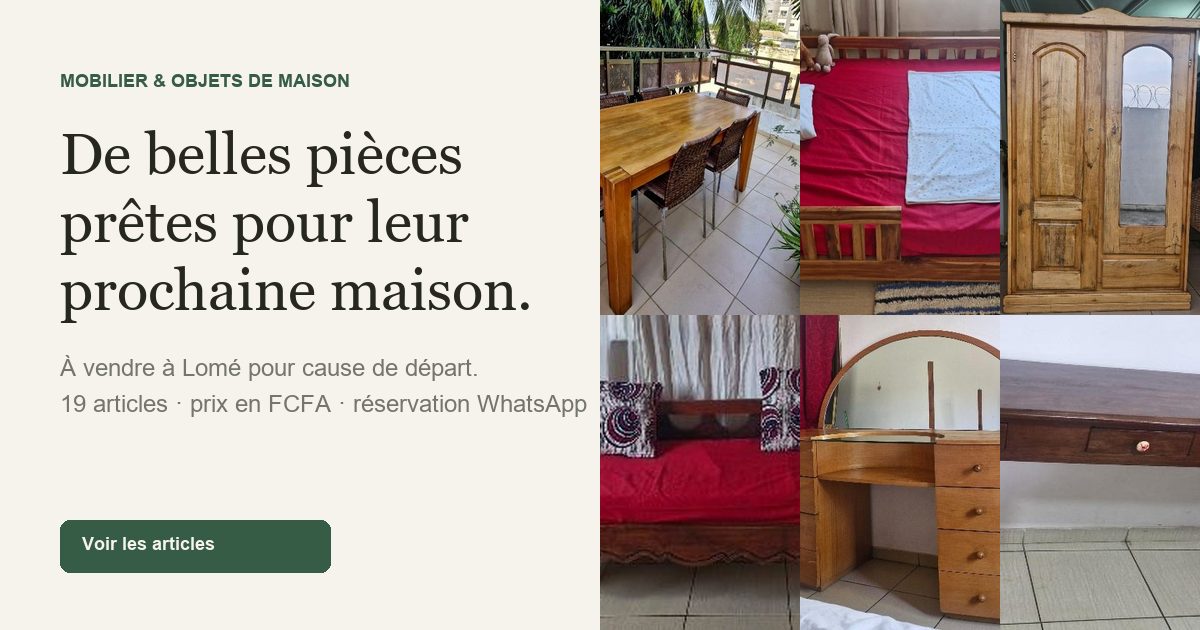 MOBILIER & OBJETS DE MAISON
De belles pièces
prêtes pour leur
prochaine maison.
À vendre à Lomé pour cause de départ.
19 articles · prix en FCFA · réservation WhatsApp
Voir les articles